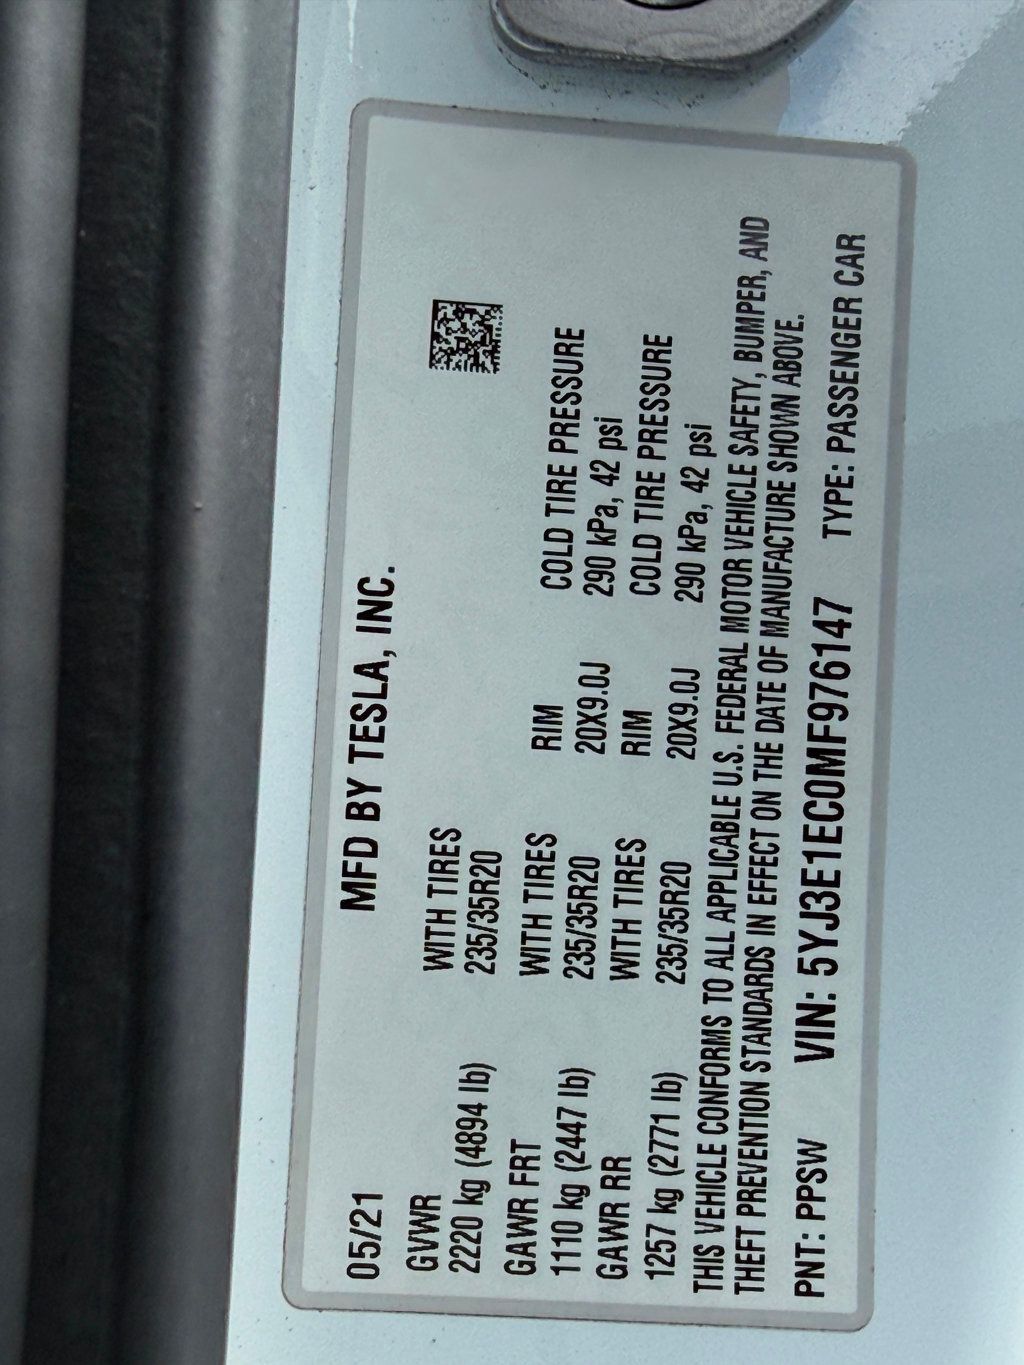 05/21 MFD BY TESLA, INC.
GVWR WITH TIRES
2220 kg (4894 lb) 235/35R20
GAWR FRT WITH TIRES RIM COLD TIRE PRESSURE
1110 kg (2447 lb) 235/35R20 20X9.0J 290 kPa, 42 psi
GAWR RR WITH TIRES RIM COLD TIRE PRESSURE
1257 kg (2771 lb) 235/35R20 20X9.0J 290 kPa, 42 psi
THIS VEHICLE CONFORMS TO ALL APPLICABLE U.S. FEDERAL MOTOR VEHICLE SAFETY, BUMPER, AND
THEFT PREVENTION STANDARDS IN EFFECT ON THE DATE OF MANUFACTURE SHOWN ABOVE.
PNT: PPSW VIN: 5YJ3E1EC0MF976147 TYPE: PASSENGER CAR